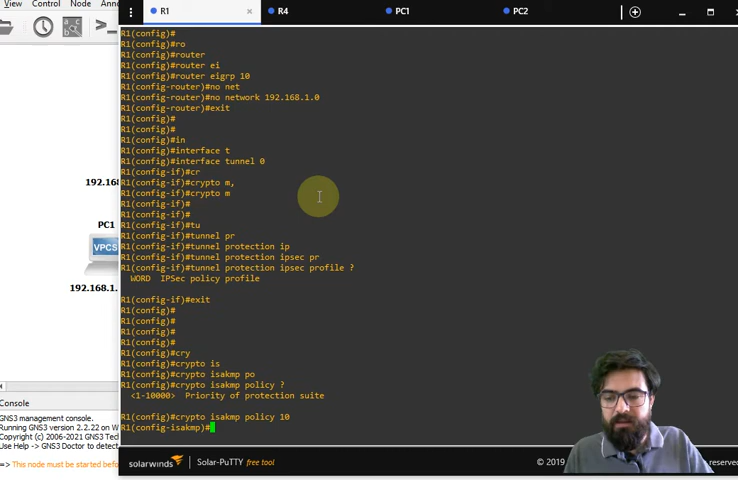 View Control Node Anno
R1 × R4 PC1 PC2
R1(config)#
R1(config)#ro
R1(config)#router
R1(config)#router ei
R1(config)#router eigrp 10
R1(config-router)#no net
R1(config-router)#no network 192.168.1.0
R1(config-router)#exit
R1(config)#
R1(config)#
R1(config)#in
R1(config)#interface t
R1(config)#interface tunnel 0
R1(config-if)#cr
R1(config-if)#crypto m,
R1(config-if)#crypto m
R1(config-if)#
R1(config-if)#
R1(config-if)#tu
R1(config-if)#tunnel pr
R1(config-if)#tunnel protection ip
R1(config-if)#tunnel protection ipsec pr
R1(config-if)#tunnel protection ipsec profile ?
WORD IPSec policy profile
R1(config-if)#exit
R1(config)#
R1(config)#
R1(config)#
R1(config)#
R1(config)#cry
R1(config)#crypto is
R1(config)#crypto isakmp po
R1(config)#crypto isakmp policy ?
<1-10000> Priority of protection suite
R1(config)#crypto isakmp policy 10
R1(config-isakmp)#
192.16
PC1
VPCS
192.168.1.
Console
GNS3 management console.
Running GNS3 version 2.2.22 on W
Copyright (c) 2006-2021 GNS3 Tech
Use Help -> GNS3 Doctor to detect
=> This node must be started befo
solarwinds Solar-PuTTY free tool © 2019